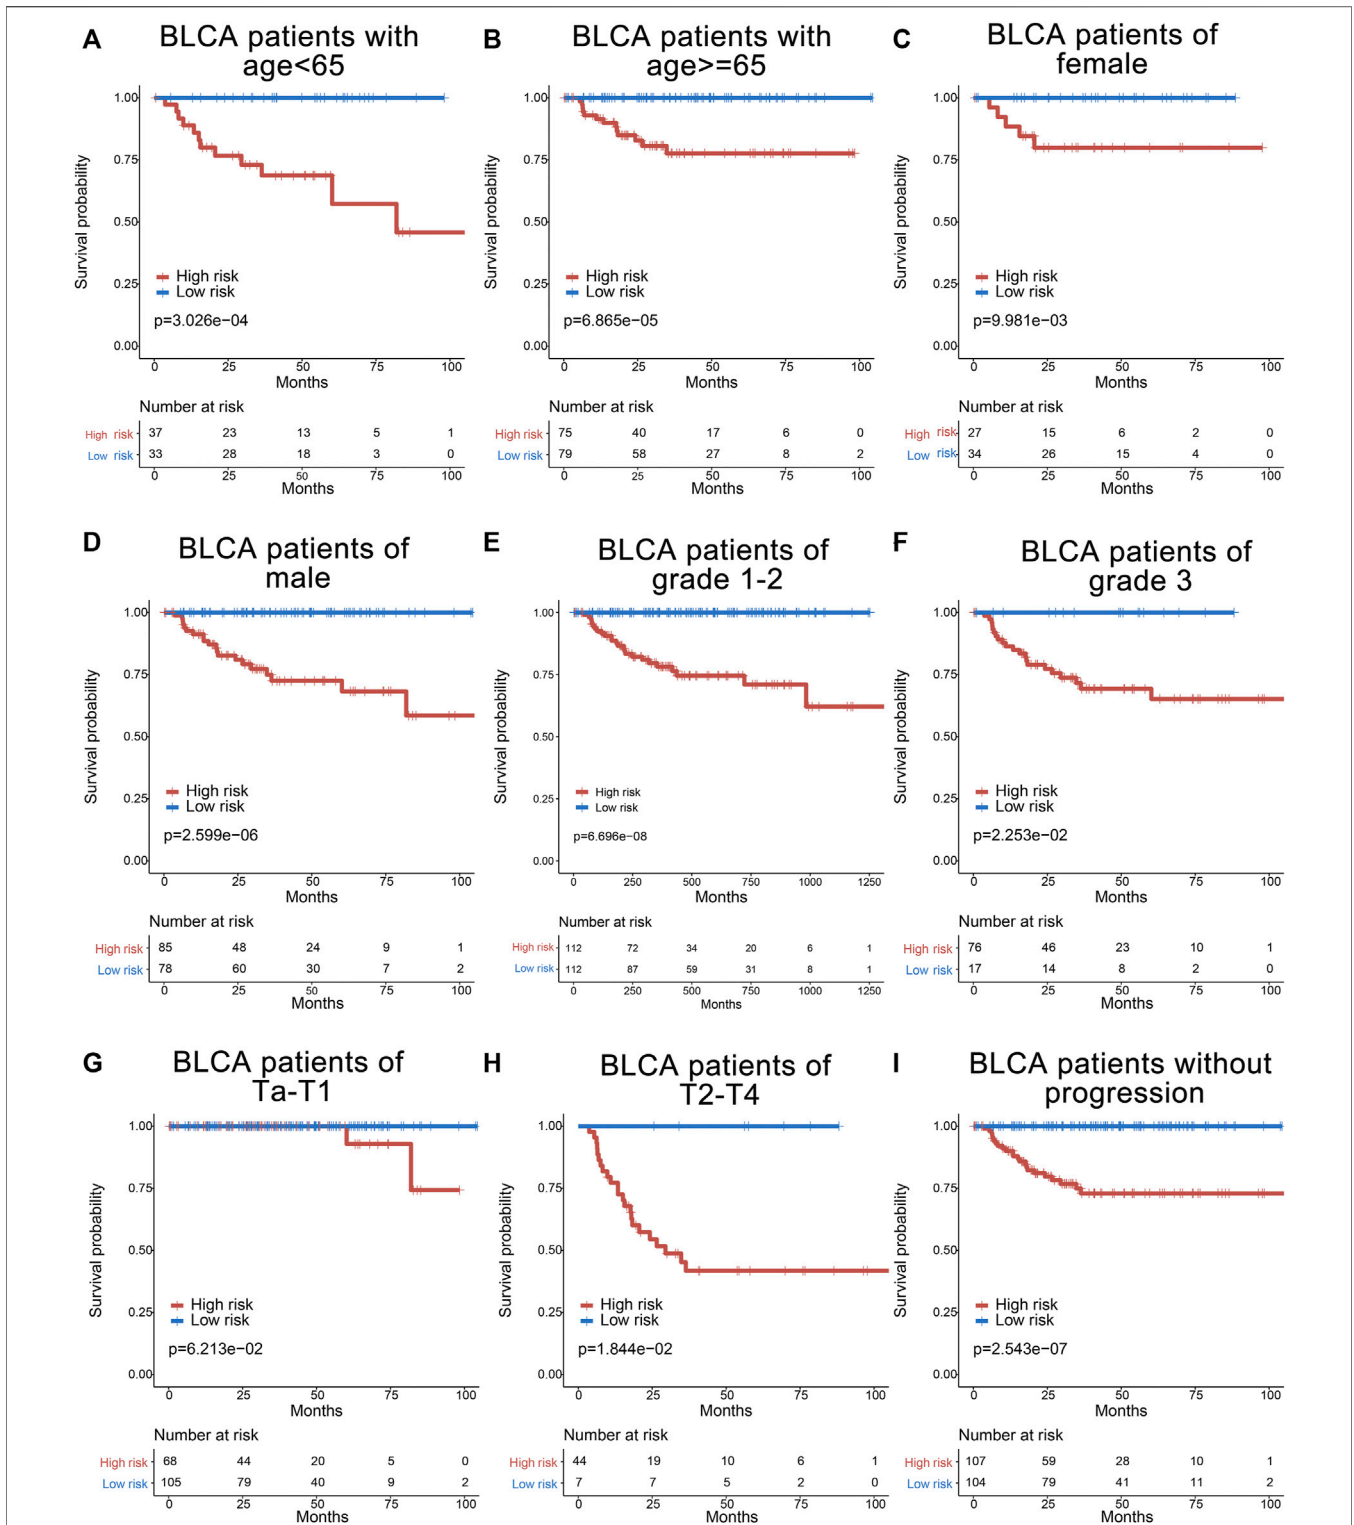 A
BLCA patients with
age<65
Survival probability
1.00
0.75
0.50
0.25
0.00
High risk
Low risk
p=3.026e−04
0 25 50 75 100
Months
Number at risk
High risk 37 23 13 5 1
Low risk 33 28 18 3 0
0 25 50 75 100
Months
B
BLCA patients with
age>=65
Survival probability
1.00
0.75
0.50
0.25
0.00
High risk
Low risk
p=6.865e−05
0 25 50 75 100
Months
Number at risk
High risk 75 40 17 6 0
Low risk 79 58 27 8 2
0 25 50 75 100
Months
C
BLCA patients of
female
Survival probability
1.00
0.75
0.50
0.25
0.00
High risk
Low risk
p=9.981e−03
0 25 50 75 100
Months
Number at risk
High risk 27 15 6 2 0
Low risk 34 26 15 4 0
0 25 50 75 100
Months
D
BLCA patients of
male
Survival probability
1.00
0.75
0.50
0.25
0.00
High risk
Low risk
p=2.599e−06
0 25 50 75 100
Months
Number at risk
High risk 85 48 24 9 1
Low risk 78 60 30 7 2
0 25 50 75 100
Months
E
BLCA patients of
grade 1-2
Survival probability
1.00
0.75
0.50
0.25
0.00
High risk
Low risk
p=6.696e−08
0 250 500 750 1000 1250
Months
Number at risk
High risk 112 72 34 20 6 1
Low risk 112 87 59 31 8 1
0 250 500 750 1000 1250
Months
F
BLCA patients of
grade 3
Survival probability
1.00
0.75
0.50
0.25
0.00
High risk
Low risk
p=2.253e−02
0 25 50 75 100
Months
Number at risk
High risk 76 46 23 10 1
Low risk 17 14 8 2 0
0 25 50 75 100
Months
G
BLCA patients of
Ta-T1
Survival probability
1.00
0.75
0.50
0.25
0.00
High risk
Low risk
p=6.213e−02
0 25 50 75 100
Months
Number at risk
High risk 68 44 20 5 0
Low risk 105 79 40 9 2
0 25 50 75 100
Months
H
BLCA patients of
T2-T4
Survival probability
1.00
0.75
0.50
0.25
0.00
High risk
Low risk
p=1.844e−02
0 25 50 75 100
Months
Number at risk
High risk 44 19 10 6 1
Low risk 7 7 5 2 0
0 25 50 75 100
Months
I
BLCA patients without
progression
Survival probability
1.00
0.75
0.50
0.25
0.00
High risk
Low risk
p=2.543e−07
0 25 50 75 100
Months
Number at risk
High risk 107 59 28 10 1
Low risk 104 79 41 11 2
0 25 50 75 100
Months